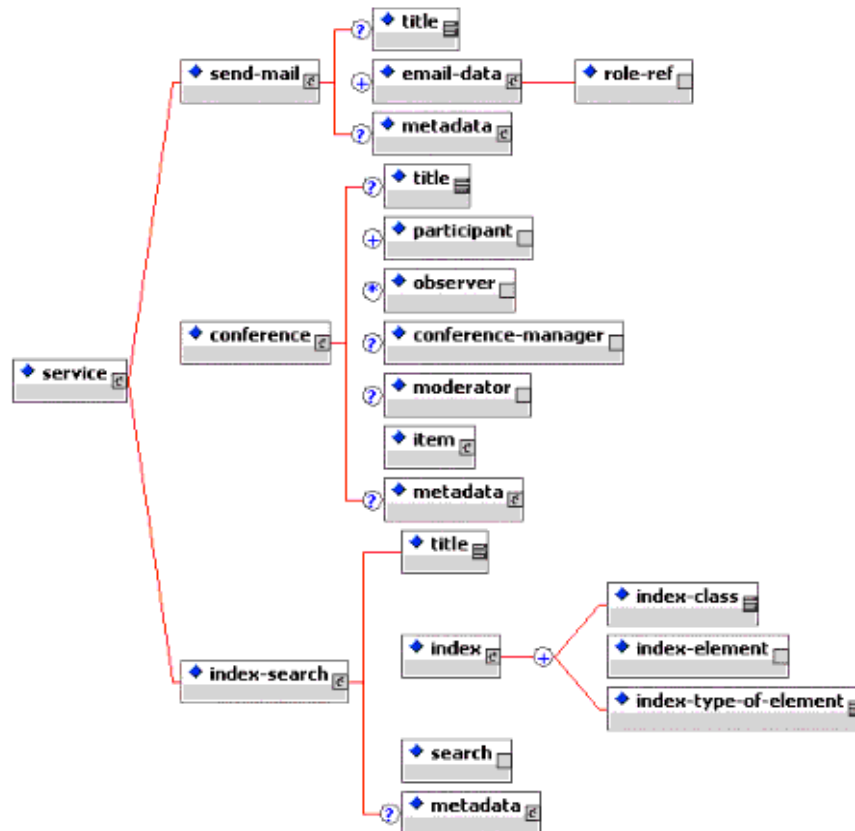 title
send-mail
email-data
role-ref
metadata
title
participant
observer
conference
conference-manager
service
moderator
item
metadata
title
index-class
index
index-element
index-search
index-type-of-element
search
metadata